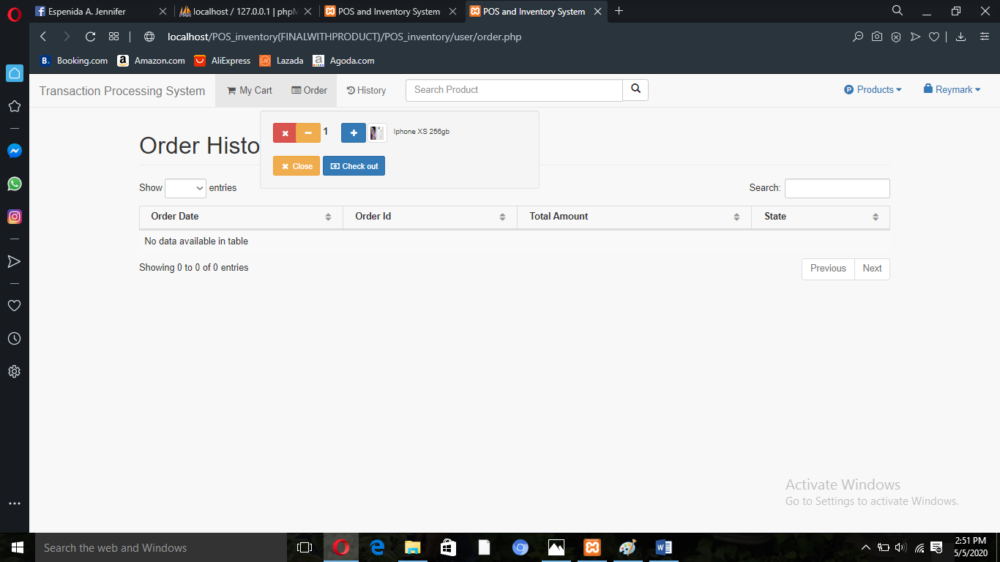 Espenida A. Jennifer
localhost / 127.0.0.1 | phpM
POS and Inventory System
POS and Inventory System
localhost/POS_inventory(FINALWITHPRODUCT)/POS_inventory/user/order.php
B. Booking.com
a Amazon.com
AliExpress
Lazada
a Agoda.com
Transaction Processing System
My Cart
Order
History
Search Product
P Products
Reymark
1
Iphone XS 256gb
Order Histo
Close
Check out
Show entries
Search:
Order Date Order Id Total Amount State
No data available in table
Showing 0 to 0 of 0 entries
Previous Next
Activate Windows
Go to Settings to activate Windows.
Search the web and Windows
2:51 PM
5/5/2020